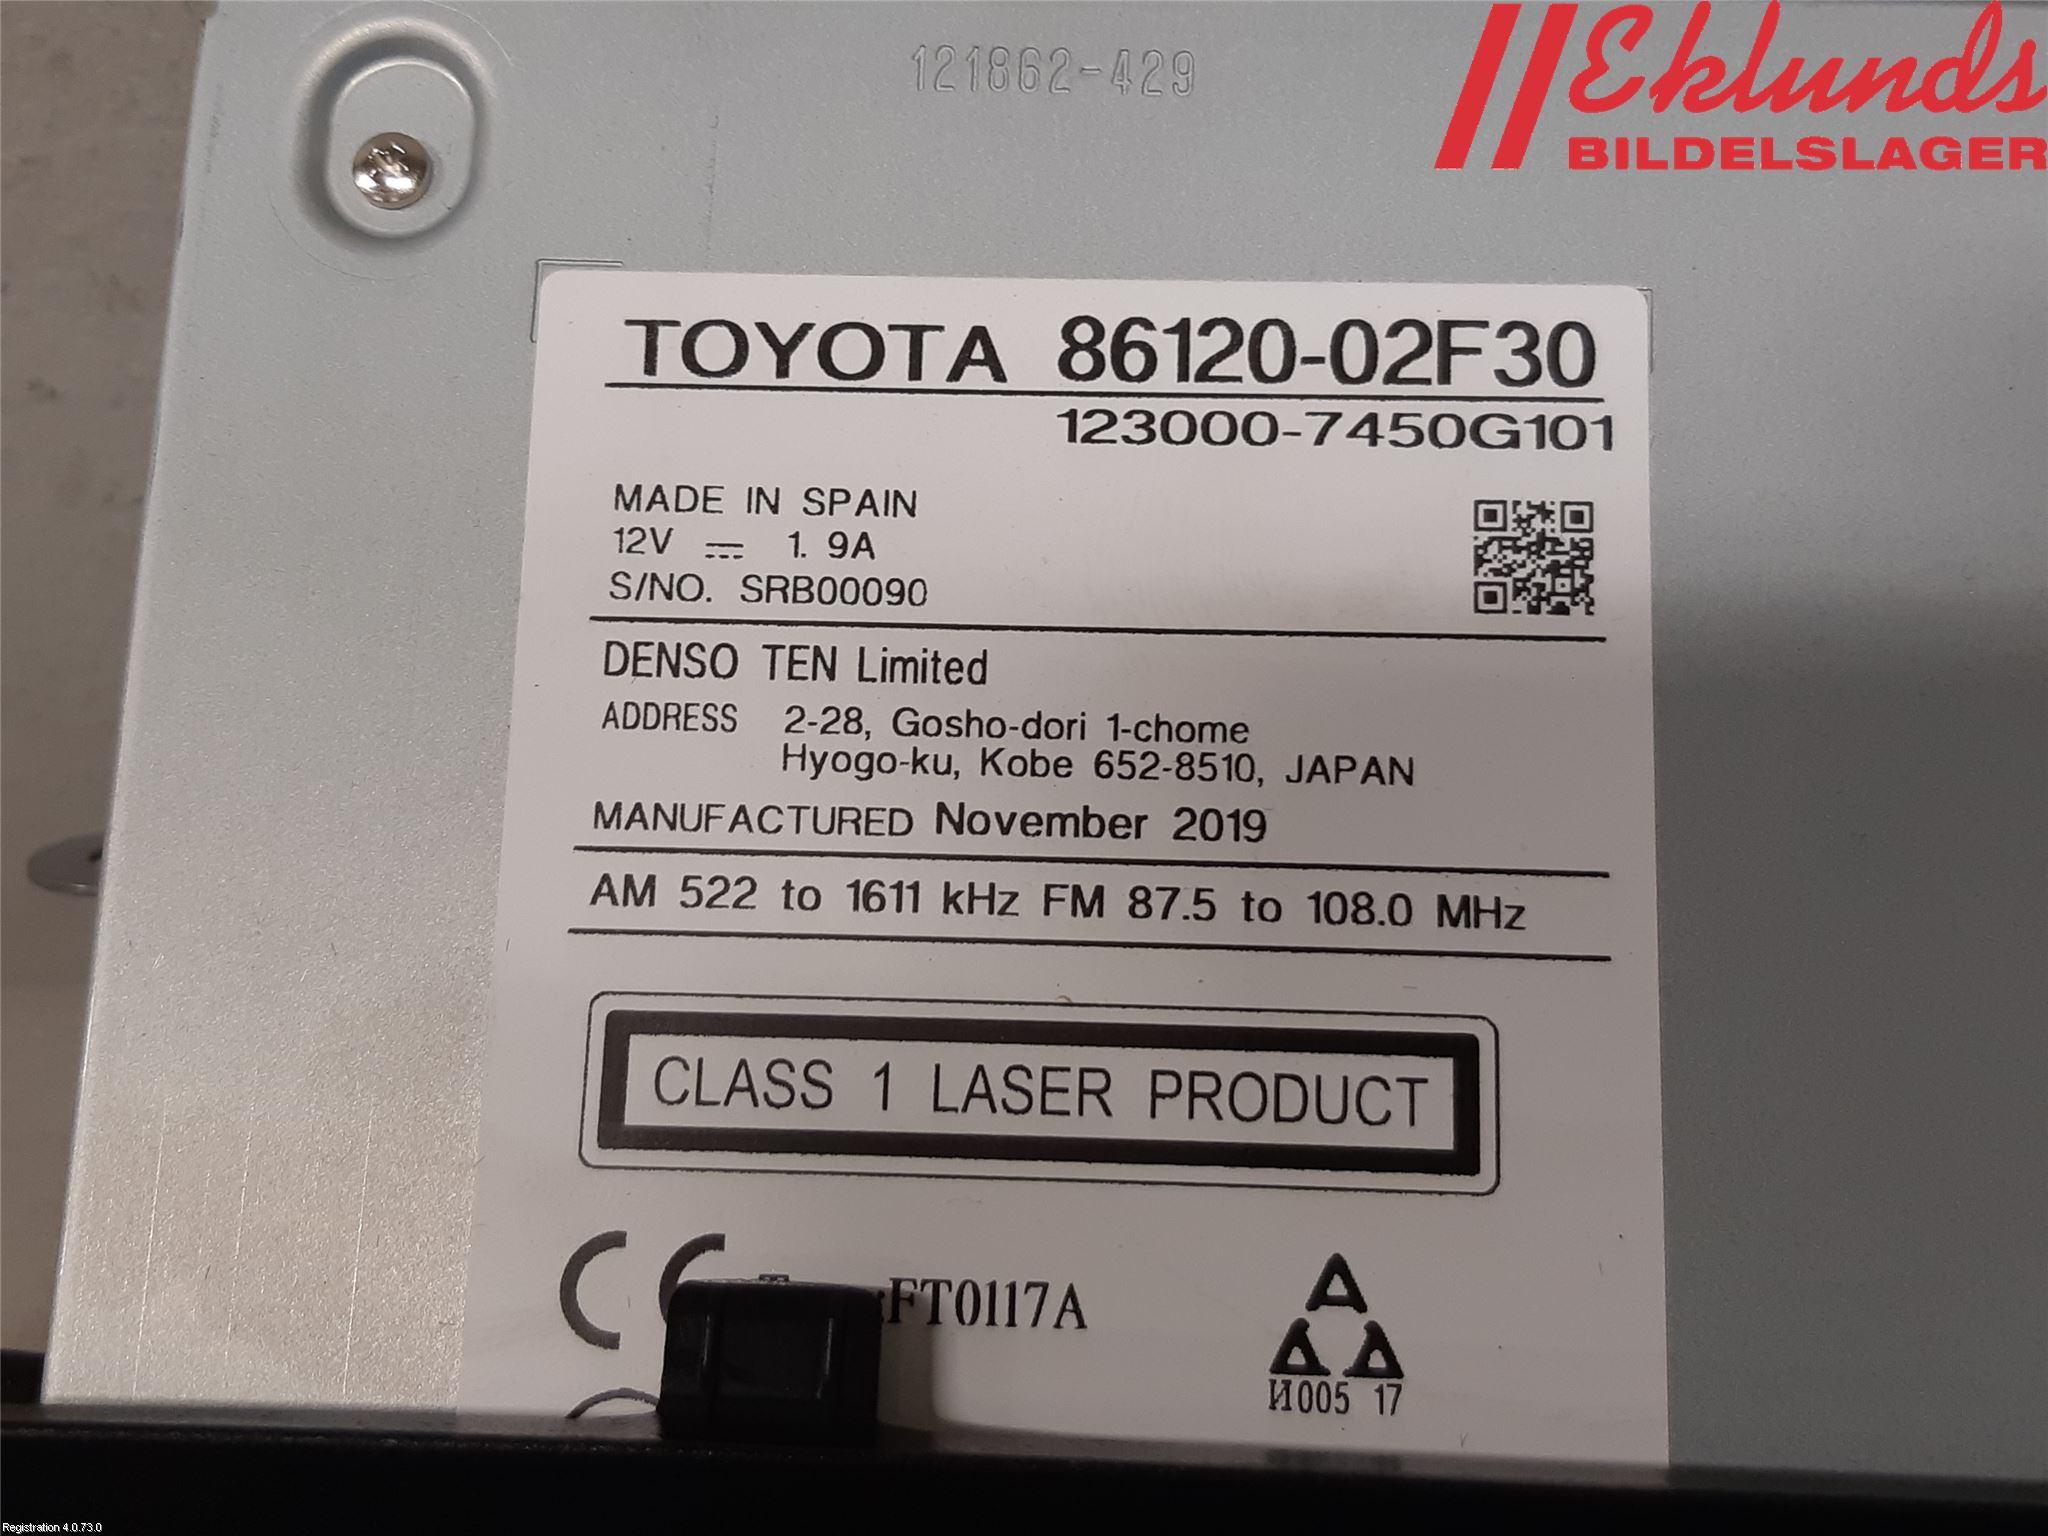 121862-429
Eklunds
BILDELSLAGER
TOYOTA 86120-02F30
123000-7450G101
MADE IN SPAIN
12V ⎓ 1.9A
S/NO. SRB00090
DENSO TEN Limited
ADDRESS 2-28, Gosho-dori 1-chome
Hyogo-ku, Kobe 652-8510, JAPAN
MANUFACTURED November 2019
AM 522 to 1611 kHz FM 87.5 to 108.0 MHz
CLASS 1 LASER PRODUCT
CE :FT0117A
И005 17
Registration 4.0.73.0